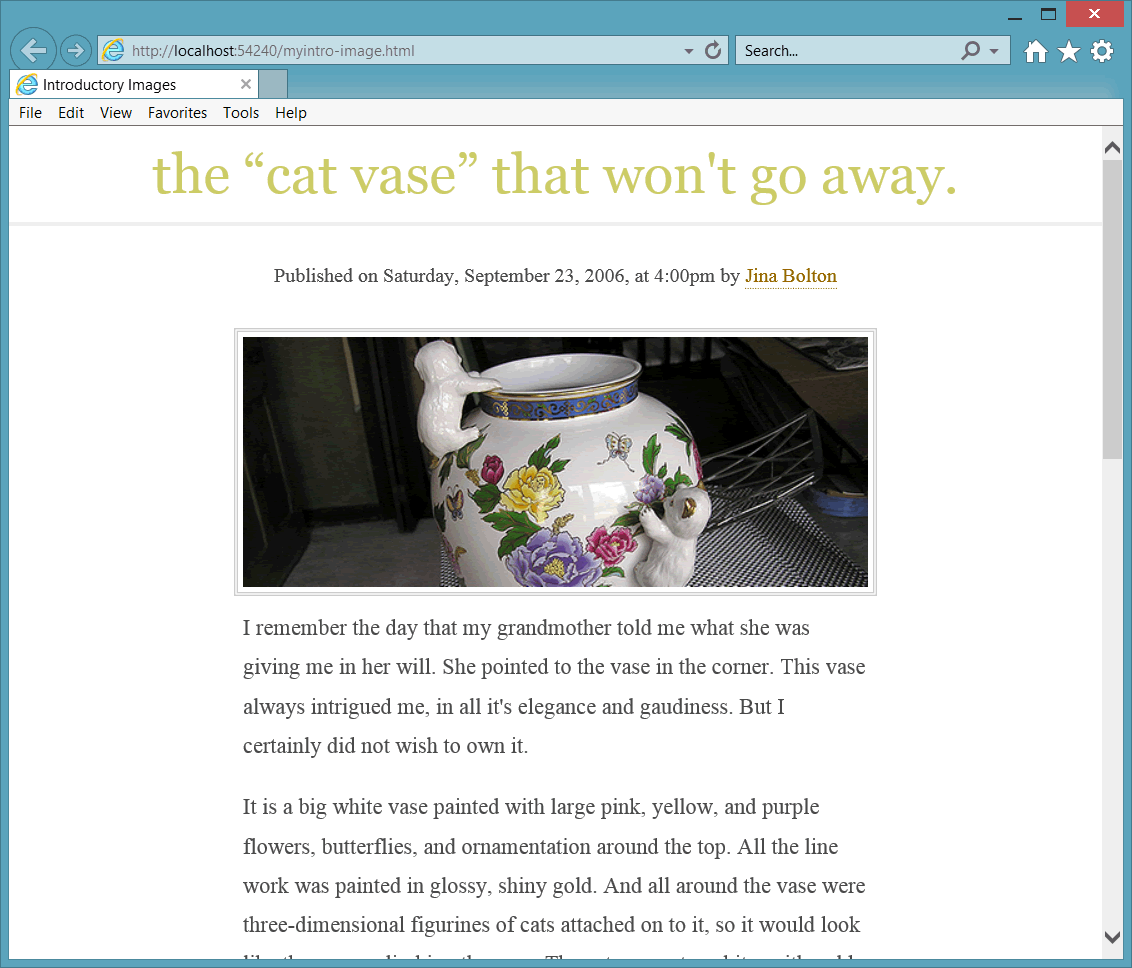 http://localhost:54240/myintro-image.html
Search...
Introductory Images
File Edit View Favorites Tools Help
the “cat vase” that won't go away.
Published on Saturday, September 23, 2006, at 4:00pm by Jina Bolton
I remember the day that my grandmother told me what she was
giving me in her will. She pointed to the vase in the corner. This vase
always intrigued me, in all it's elegance and gaudiness. But I
certainly did not wish to own it.
It is a big white vase painted with large pink, yellow, and purple
flowers, butterflies, and ornamentation around the top. All the line
work was painted in glossy, shiny gold. And all around the vase were
three-dimensional figurines of cats attached on to it, so it would look